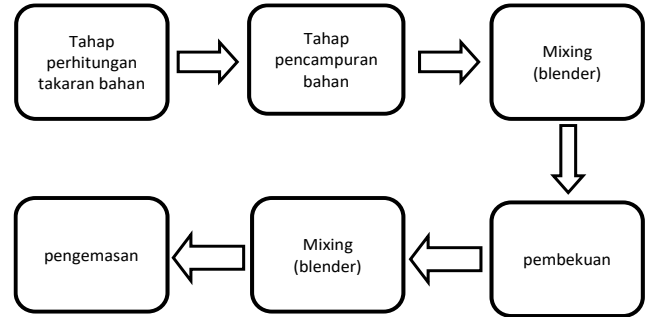 Tahap
perhitungan
takaran bahan
Tahap
pencampuran
bahan
Mixing
(blender)
pembekuan
Mixing
(blender)
pengemasan